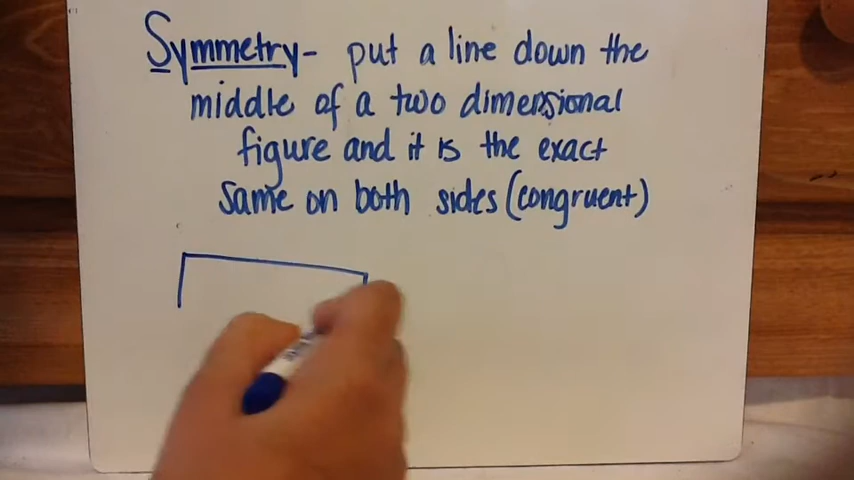 Symmetry- put a line down the
middle of a two dimensional
figure and it is the exact
same on both sides (congruent)